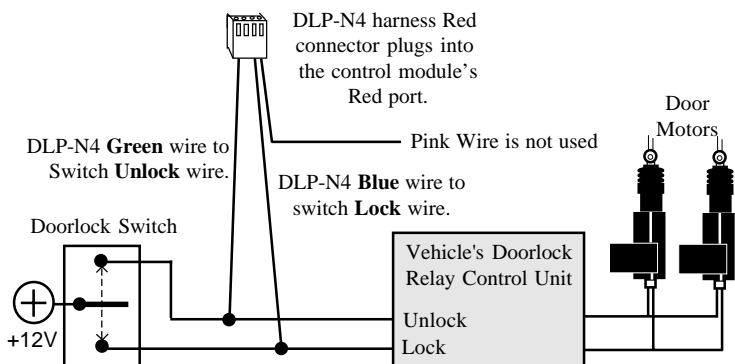 DLP-N4 harness Red
connector plugs into
the control module's
Red port.
Door
Motors
Pink Wire is not used
DLP-N4 Green wire to
Switch Unlock wire.
DLP-N4 Blue wire to
switch Lock wire.
Doorlock Switch
Vehicle's Doorlock
Relay Control Unit
+12V
Unlock
Lock